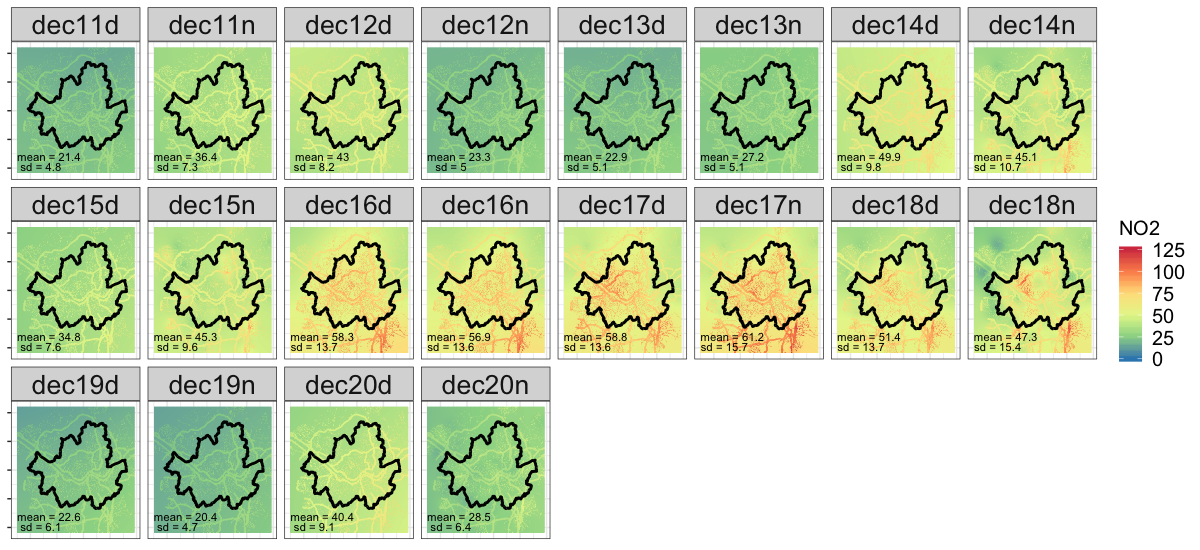 dec11d dec11n dec12d dec12n dec13d dec13n dec14d dec14n
mean = 21.4 mean = 36.4 mean = 43 mean = 23.3 mean = 22.9 mean = 27.2 mean = 49.9 mean = 45.1
sd = 4.8 sd = 7.3 sd = 8.2 sd = 5 sd = 5.1 sd = 5.1 sd = 9.8 sd = 10.7
dec15d dec15n dec16d dec16n dec17d dec17n dec18d dec18n
mean = 34.8 mean = 45.3 mean = 58.3 mean = 56.9 mean = 58.8 mean = 61.2 mean = 51.4 mean = 47.3
sd = 7.6 sd = 9.6 sd = 13.7 sd = 13.6 sd = 13.6 sd = 15.7 sd = 13.7 sd = 15.4
dec19d dec19n dec20d dec20n
mean = 22.6 mean = 20.4 mean = 40.4 mean = 28.5
sd = 6.1 sd = 4.7 sd = 9.1 sd = 6.4
NO2
125
100
75
50
25
0